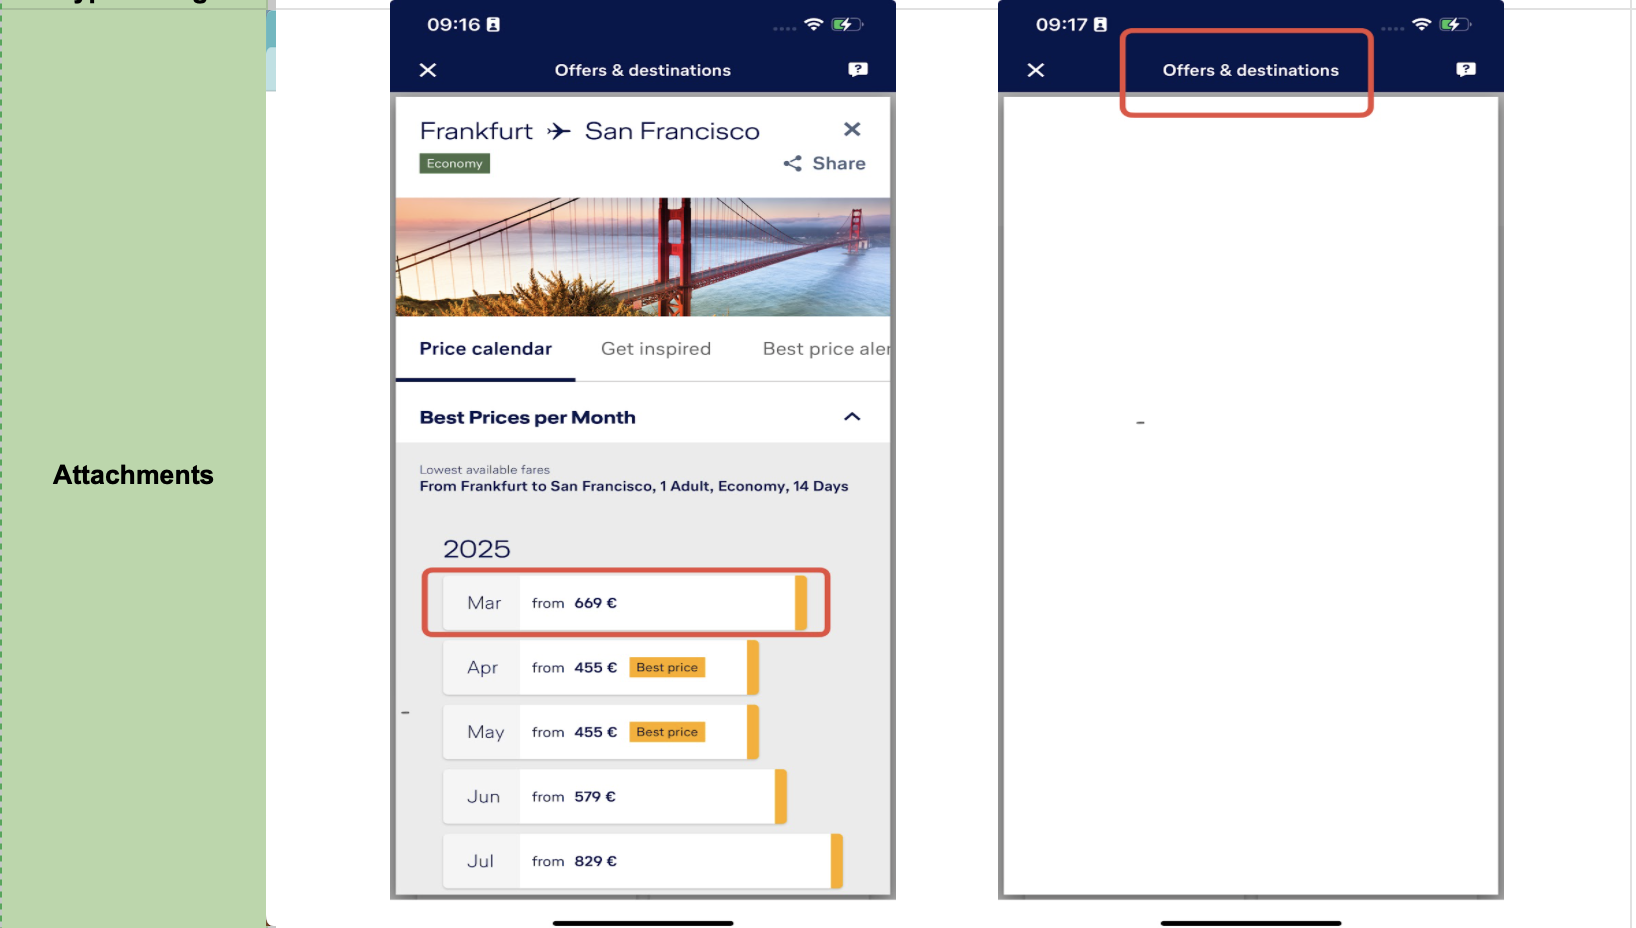 Attachments
09:16
Offers & destinations
Frankfurt San Francisco
Economy
Share
Price calendar Get inspired Best price aler
Best Prices per Month
Lowest available fares
From Frankfurt to San Francisco, 1 Adult, Economy, 14 Days
2025
Mar from 669 €
Apr from 455 € Best price
May from 455 € Best price
Jun from 579 €
Jul from 829 €
09:17
Offers & destinations